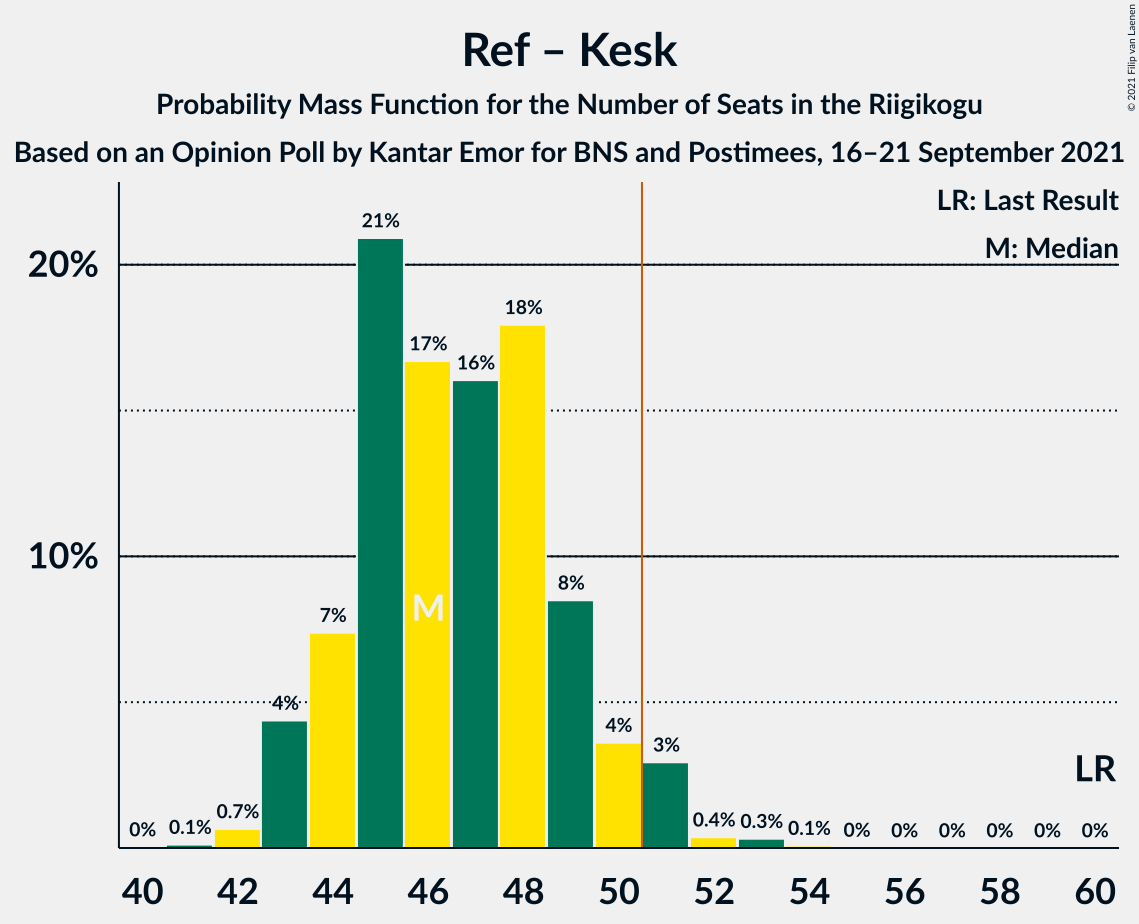 Ref – Kesk
Probability Mass Function for the Number of Seats in the Riigikogu
Based on an Opinion Poll by Kantar Emor for BNS and Postimees, 16–21 September 2021
© 2021 Filip van Laenen
LR: Last Result
M: Median
20%
10%
0%
0.1%
0.7%
4%
7%
21%
17%
16%
18%
8%
4%
3%
0.4%
0.3%
0.1%
0%
0%
0%
0%
0%
0%
M
LR
40 42 44 46 48 50 52 54 56 58 60